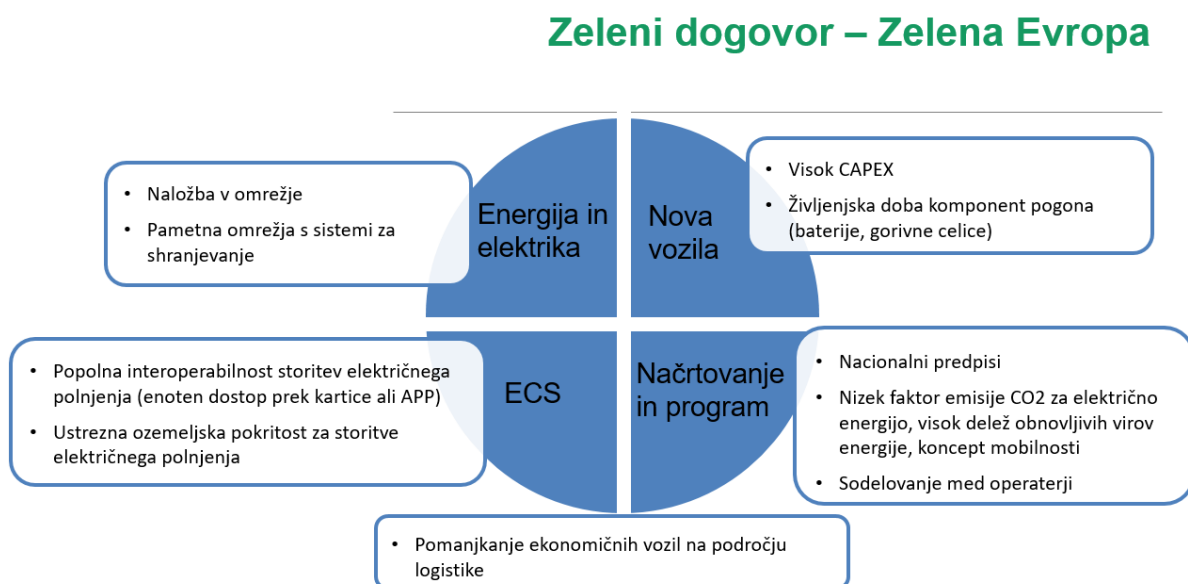 Zeleni dogovor – Zelena Evropa
• Naložba v omrežje
• Pametna omrežja s sistemi za
shranjevanje
Energija in
elektrika
Nova
vozila
• Visok CAPEX
• Življenjska doba komponent pogona
(baterije, gorivne celice)
• Popolna interoperabilnost storitev električnega
polnjenja (enoten dostop prek kartice ali APP)
• Ustrezna ozemeljska pokritost za storitve
električnega polnjenja
ECS
Načrtovanje
in program
• Nacionalni predpisi
• Nizek faktor emisije CO2 za električno
energijo, visok delež obnovljivih virov
energije, koncept mobilnosti
• Sodelovanje med operaterji
• Pomanjkanje ekonomičnih vozil na področju
logistike